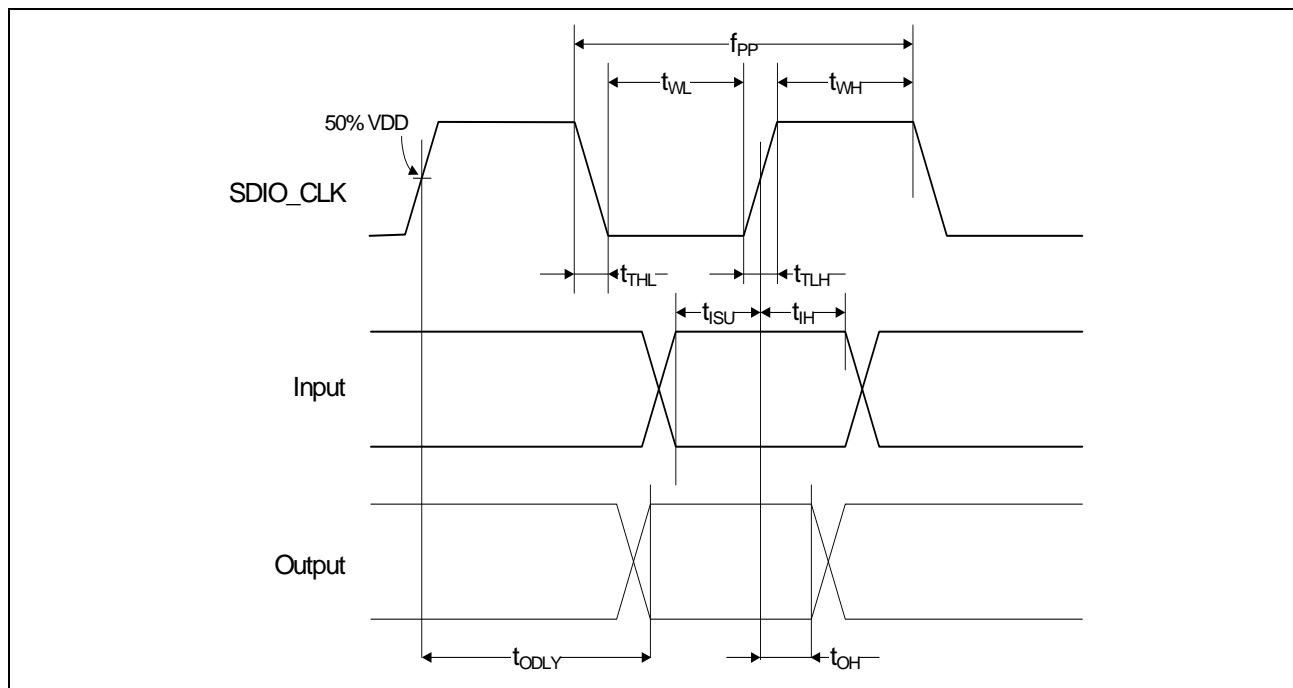 fPP
tWL
tWH
50% VDD
SDIO_CLK
tTHL
tTLH
tISU
tIH
Input
Output
tODLY
tOH